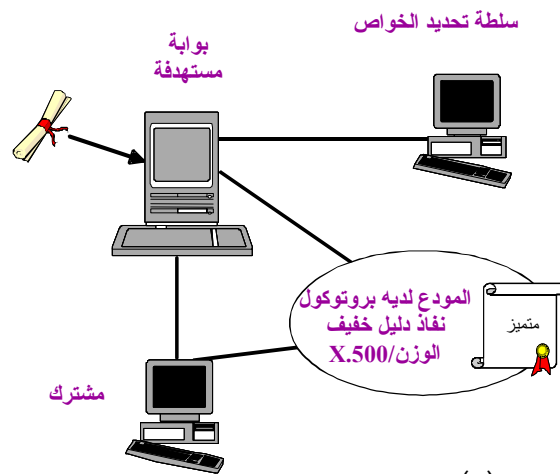 سلطة تحديد الخواص
بوابة
مستهدفة
المودع لديه بروتوكول
نفاذ دليل خفيف
الوزن/X.500
متميز
مشترك